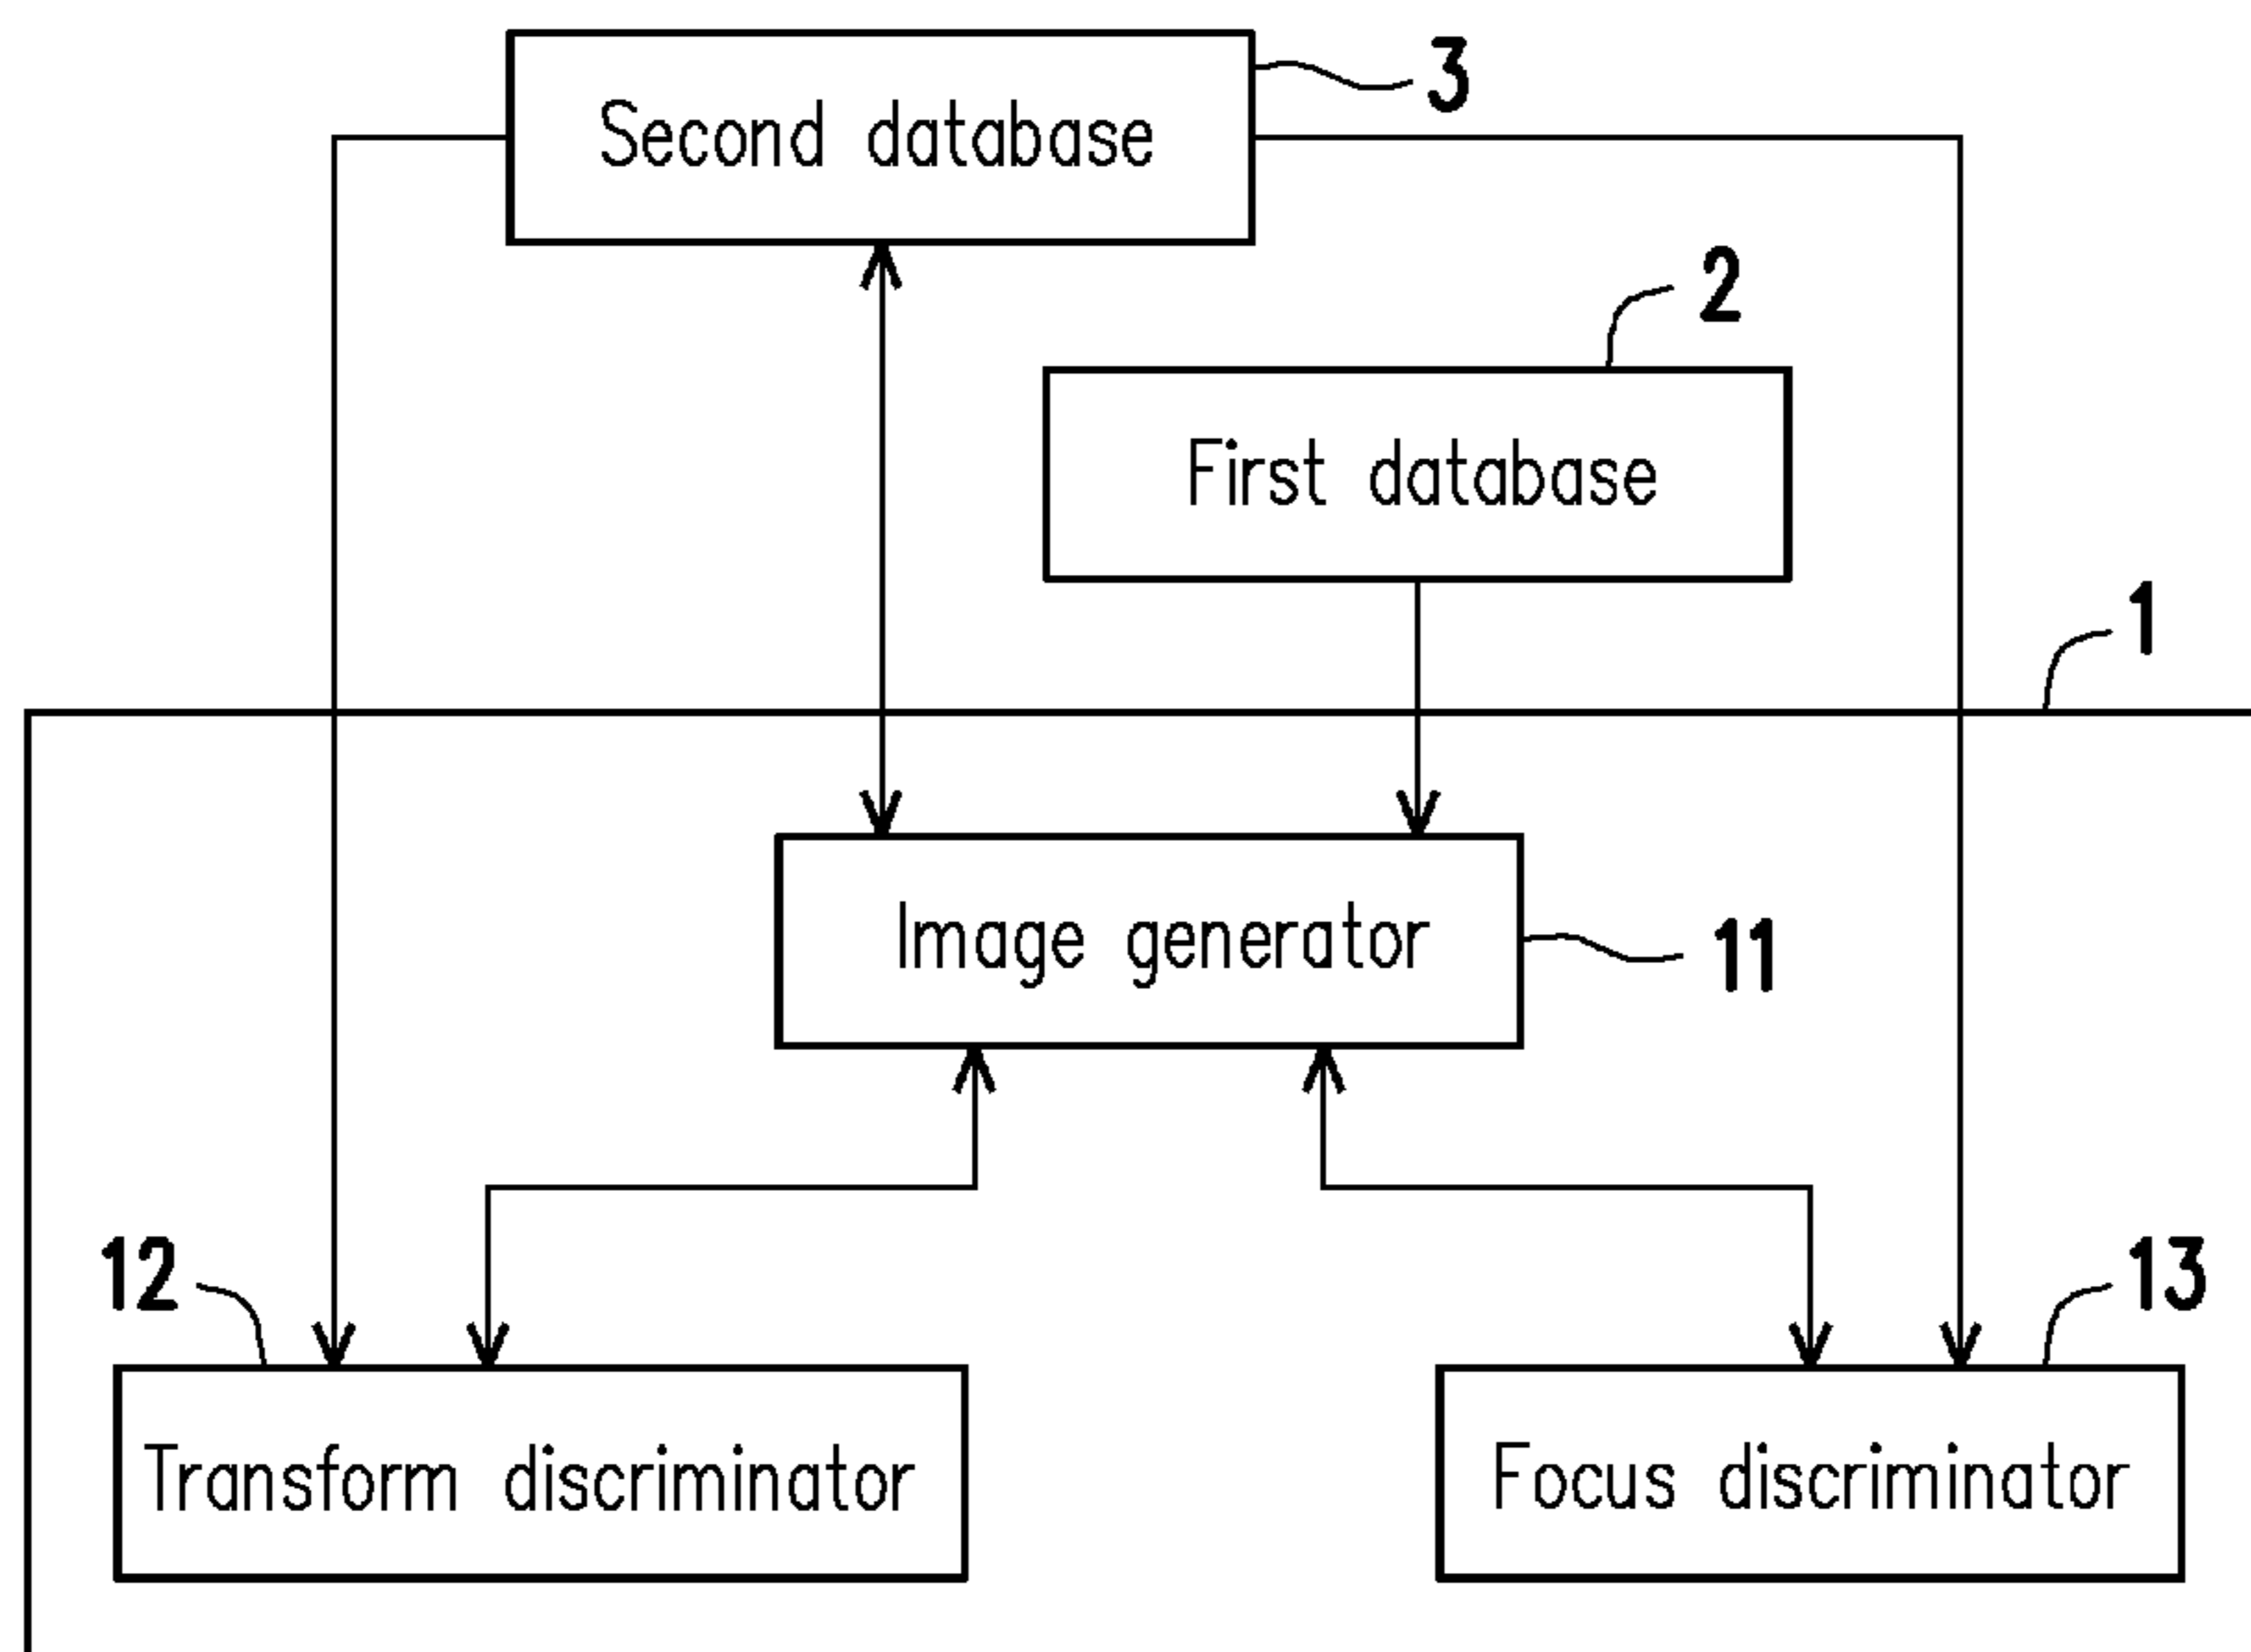 3
Second database
2
First database
1
Image generator
11
12
13
Transform discriminator
Focus discriminator